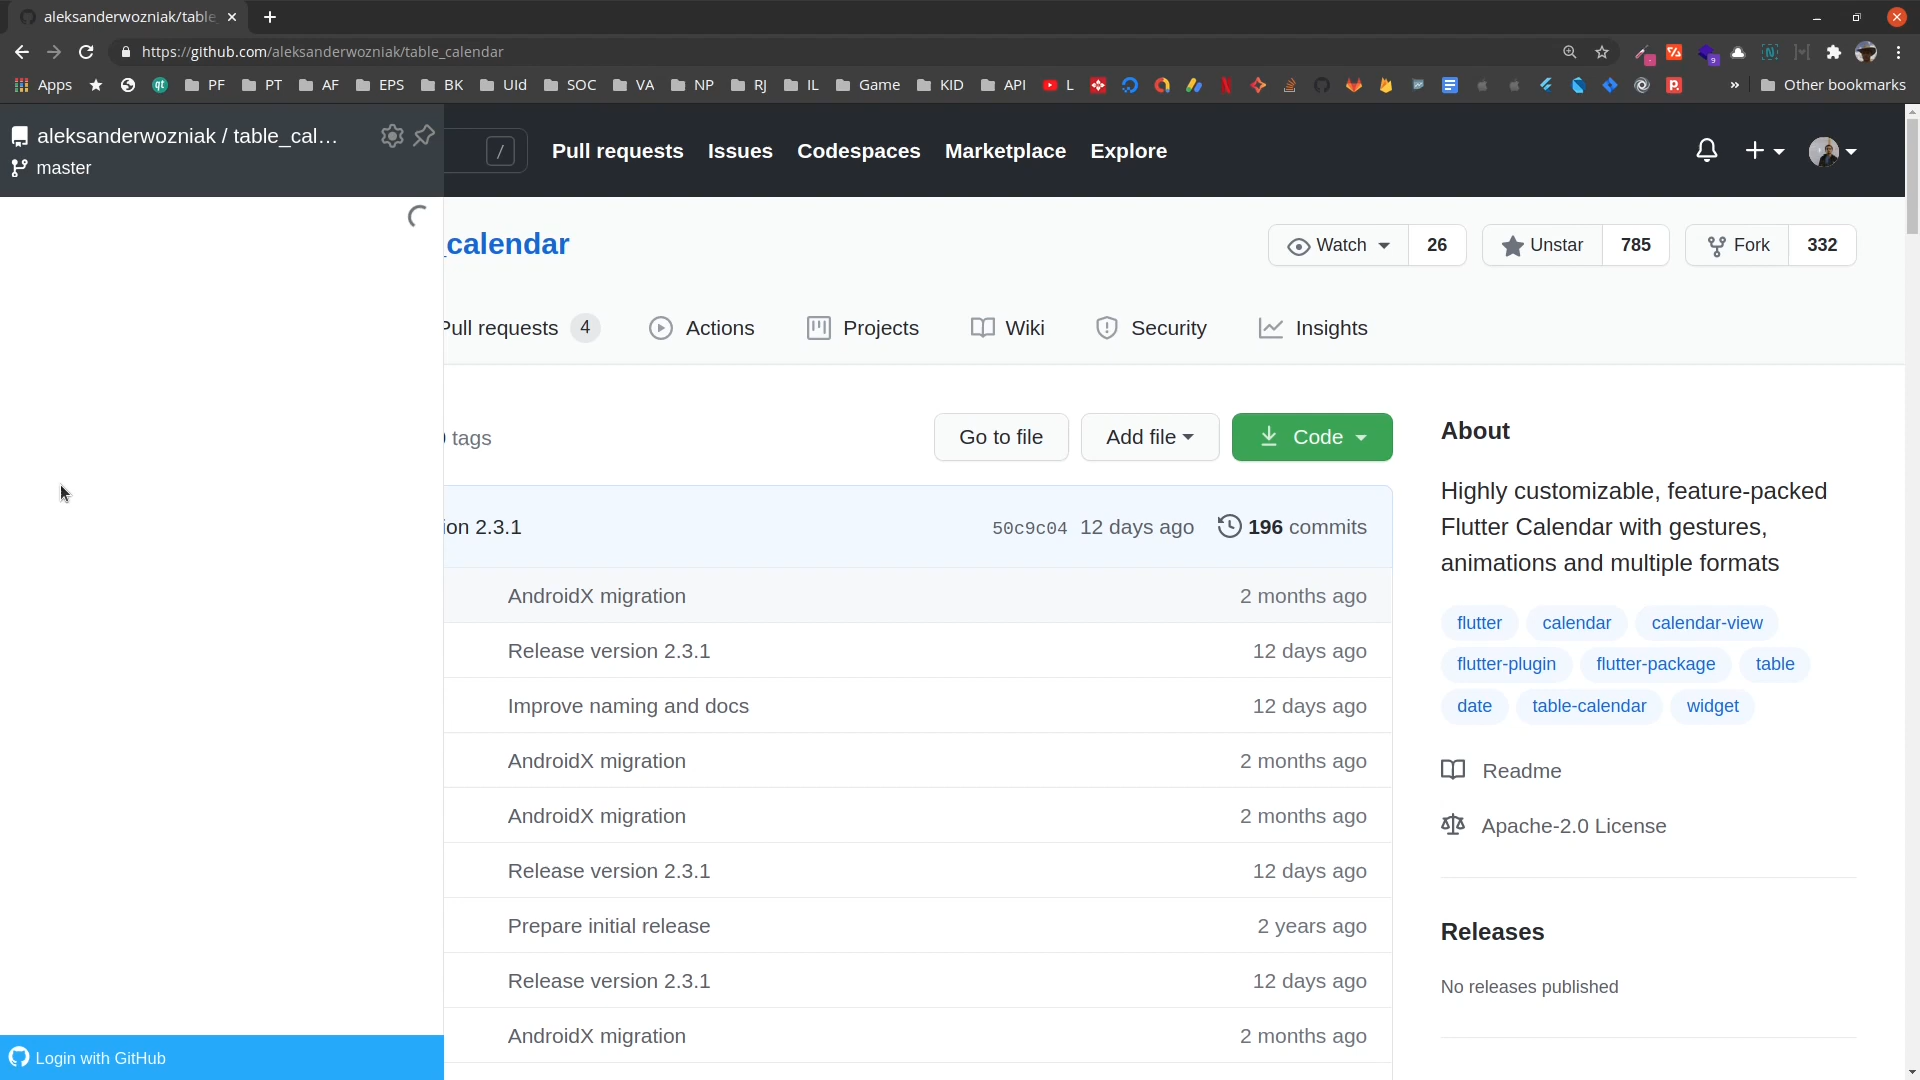 aleksanderwozniak/table
https://github.com/aleksanderwozniak/table_calendar
Apps PF PT AF EPS BK UId SOC VA NP RJ IL Game KID API L » Other bookmarks
aleksanderwozniak / table_cal...
master
/ Pull requests Issues Codespaces Marketplace Explore
_calendar
Watch 26 Unstar 785 Fork 332
Pull requests 4 Actions Projects Wiki Security Insights
tags Go to file Add file Code
About
Highly customizable, feature-packed
Flutter Calendar with gestures,
animations and multiple formats
ion 2.3.1 50c9c04 12 days ago 196 commits
AndroidX migration 2 months ago
Release version 2.3.1 12 days ago
Improve naming and docs 12 days ago
AndroidX migration 2 months ago
AndroidX migration 2 months ago
Release version 2.3.1 12 days ago
Prepare initial release 2 years ago
Release version 2.3.1 12 days ago
AndroidX migration 2 months ago
flutter calendar calendar-view
flutter-plugin flutter-package table
date table-calendar widget
Readme
Apache-2.0 License
Releases
No releases published
Login with GitHub